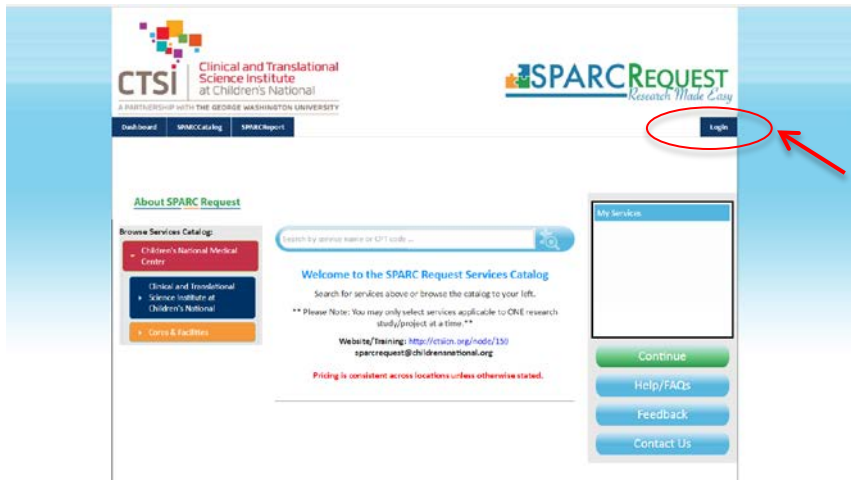 CTSI
Clinical and Translational
Science Institute
at Children's National
A PARTNERSHIP WITH THE GEORGE WASHINGTON UNIVERSITY
SPARCREQUEST
Research Made Easy
Dashboard SPARCCatalog SPARCReport Login
About SPARC Request
Browse Services Catalog:
Children's National Medical
Center
Clinical and Translational
Science Institute at
Children's National
Cores & Facilities
Search by service name or CPT code ...
Welcome to the SPARC Request Services Catalog
Search for services above or browse the catalog to your left.
** Please Note: You may only select services applicable to ONE research
study/project at a time.**
Website/Training: http://ctsicn.org/node/150
sparcrequest@childrensnational.org
Pricing is consistent across locations unless otherwise stated.
My Services
Continue
Help/FAQs
Feedback
Contact Us